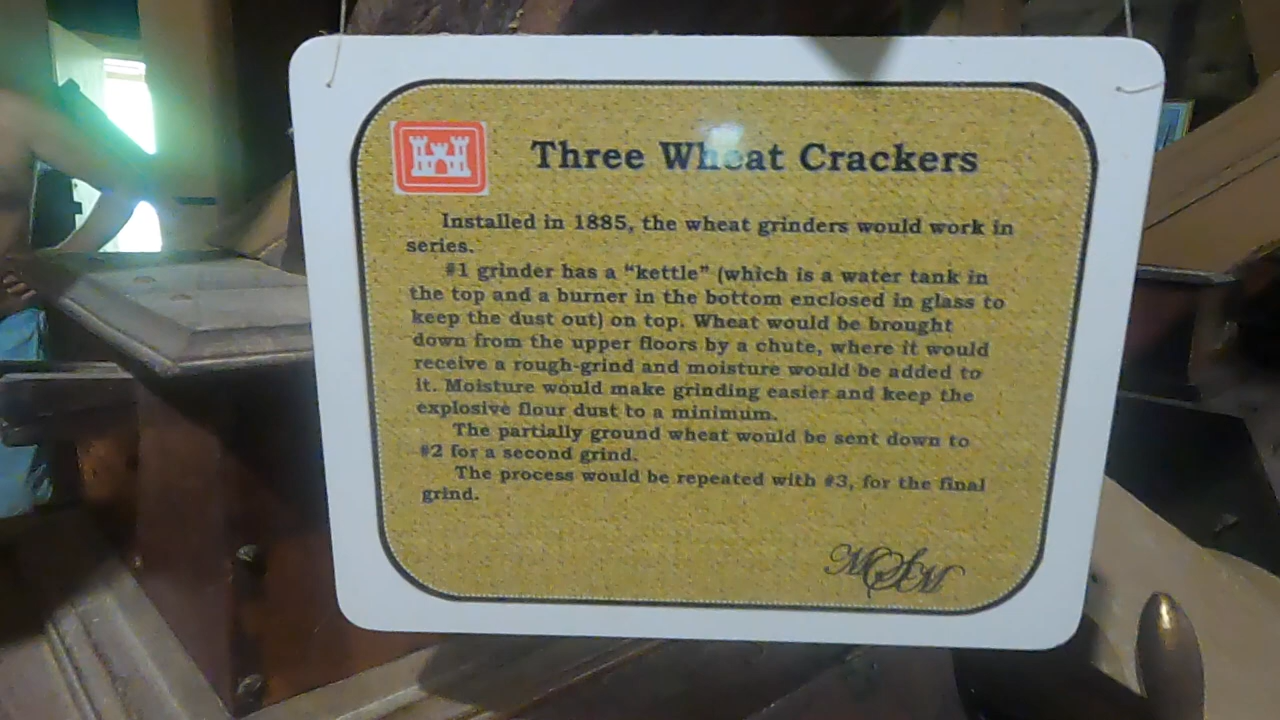 Three Wheat Crackers
Installed in 1885, the wheat grinders would work in
series.
#1 grinder has a “kettle” (which is a water tank in
the top and a burner in the bottom enclosed in glass to
keep the dust out) on top. Wheat would be brought
down from the upper floors by a chute, where it would
receive a rough-grind and moisture would be added to
it. Moisture would make grinding easier and keep the
explosive flour dust to a minimum.
The partially ground wheat would be sent down to
#2 for a second grind.
The process would be repeated with #3, for the final
grind.
MSM